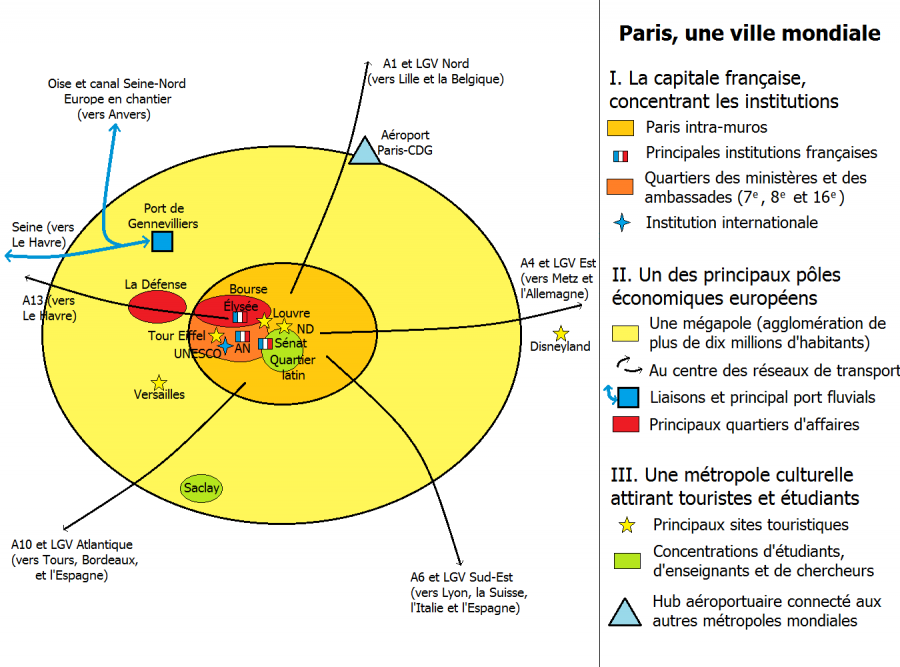 A1 et LGV Nord
(vers Lille et la Belgique)
Oise et canal Seine-Nord
Europe en chantier
(vers Anvers)
Aéroport
Paris-CDG
Port de
Gennevilliers
Seine (vers
Le Havre)
A4 et LGV Est
(vers Metz et
l'Allemagne)
La Défense
Bourse
A13 (vers
Le Havre)
Élysée
Louvre
ND
Tour Eiffel
Sénat
AN
UNESCO
Disneyland
Quartier
latin
Versailles
Saclay
A10 et LGV Atlantique
(vers Tours, Bordeaux,
et l'Espagne)
A6 et LGV Sud-Est
(vers Lyon, la Suisse,
l'Italie et l'Espagne)
Paris, une ville mondiale
I. La capitale française,
concentrant les institutions
Paris intra-muros
Principales institutions françaises
Quartiers des ministères et des
ambassades (7e, 8e et 16e)
Institution internationale
II. Un des principaux pôles
économiques européens
Une mégapole (agglomération de
plus de dix millions d'habitants)
Au centre des réseaux de transport
Liaisons et principal port fluvials
Principaux quartiers d'affaires
III. Une métropole culturelle
attirant touristes et étudiants
Principaux sites touristiques
Concentrations d'étudiants,
d'enseignants et de chercheurs
Hub aéroportuaire connecté aux
autres métropoles mondiales